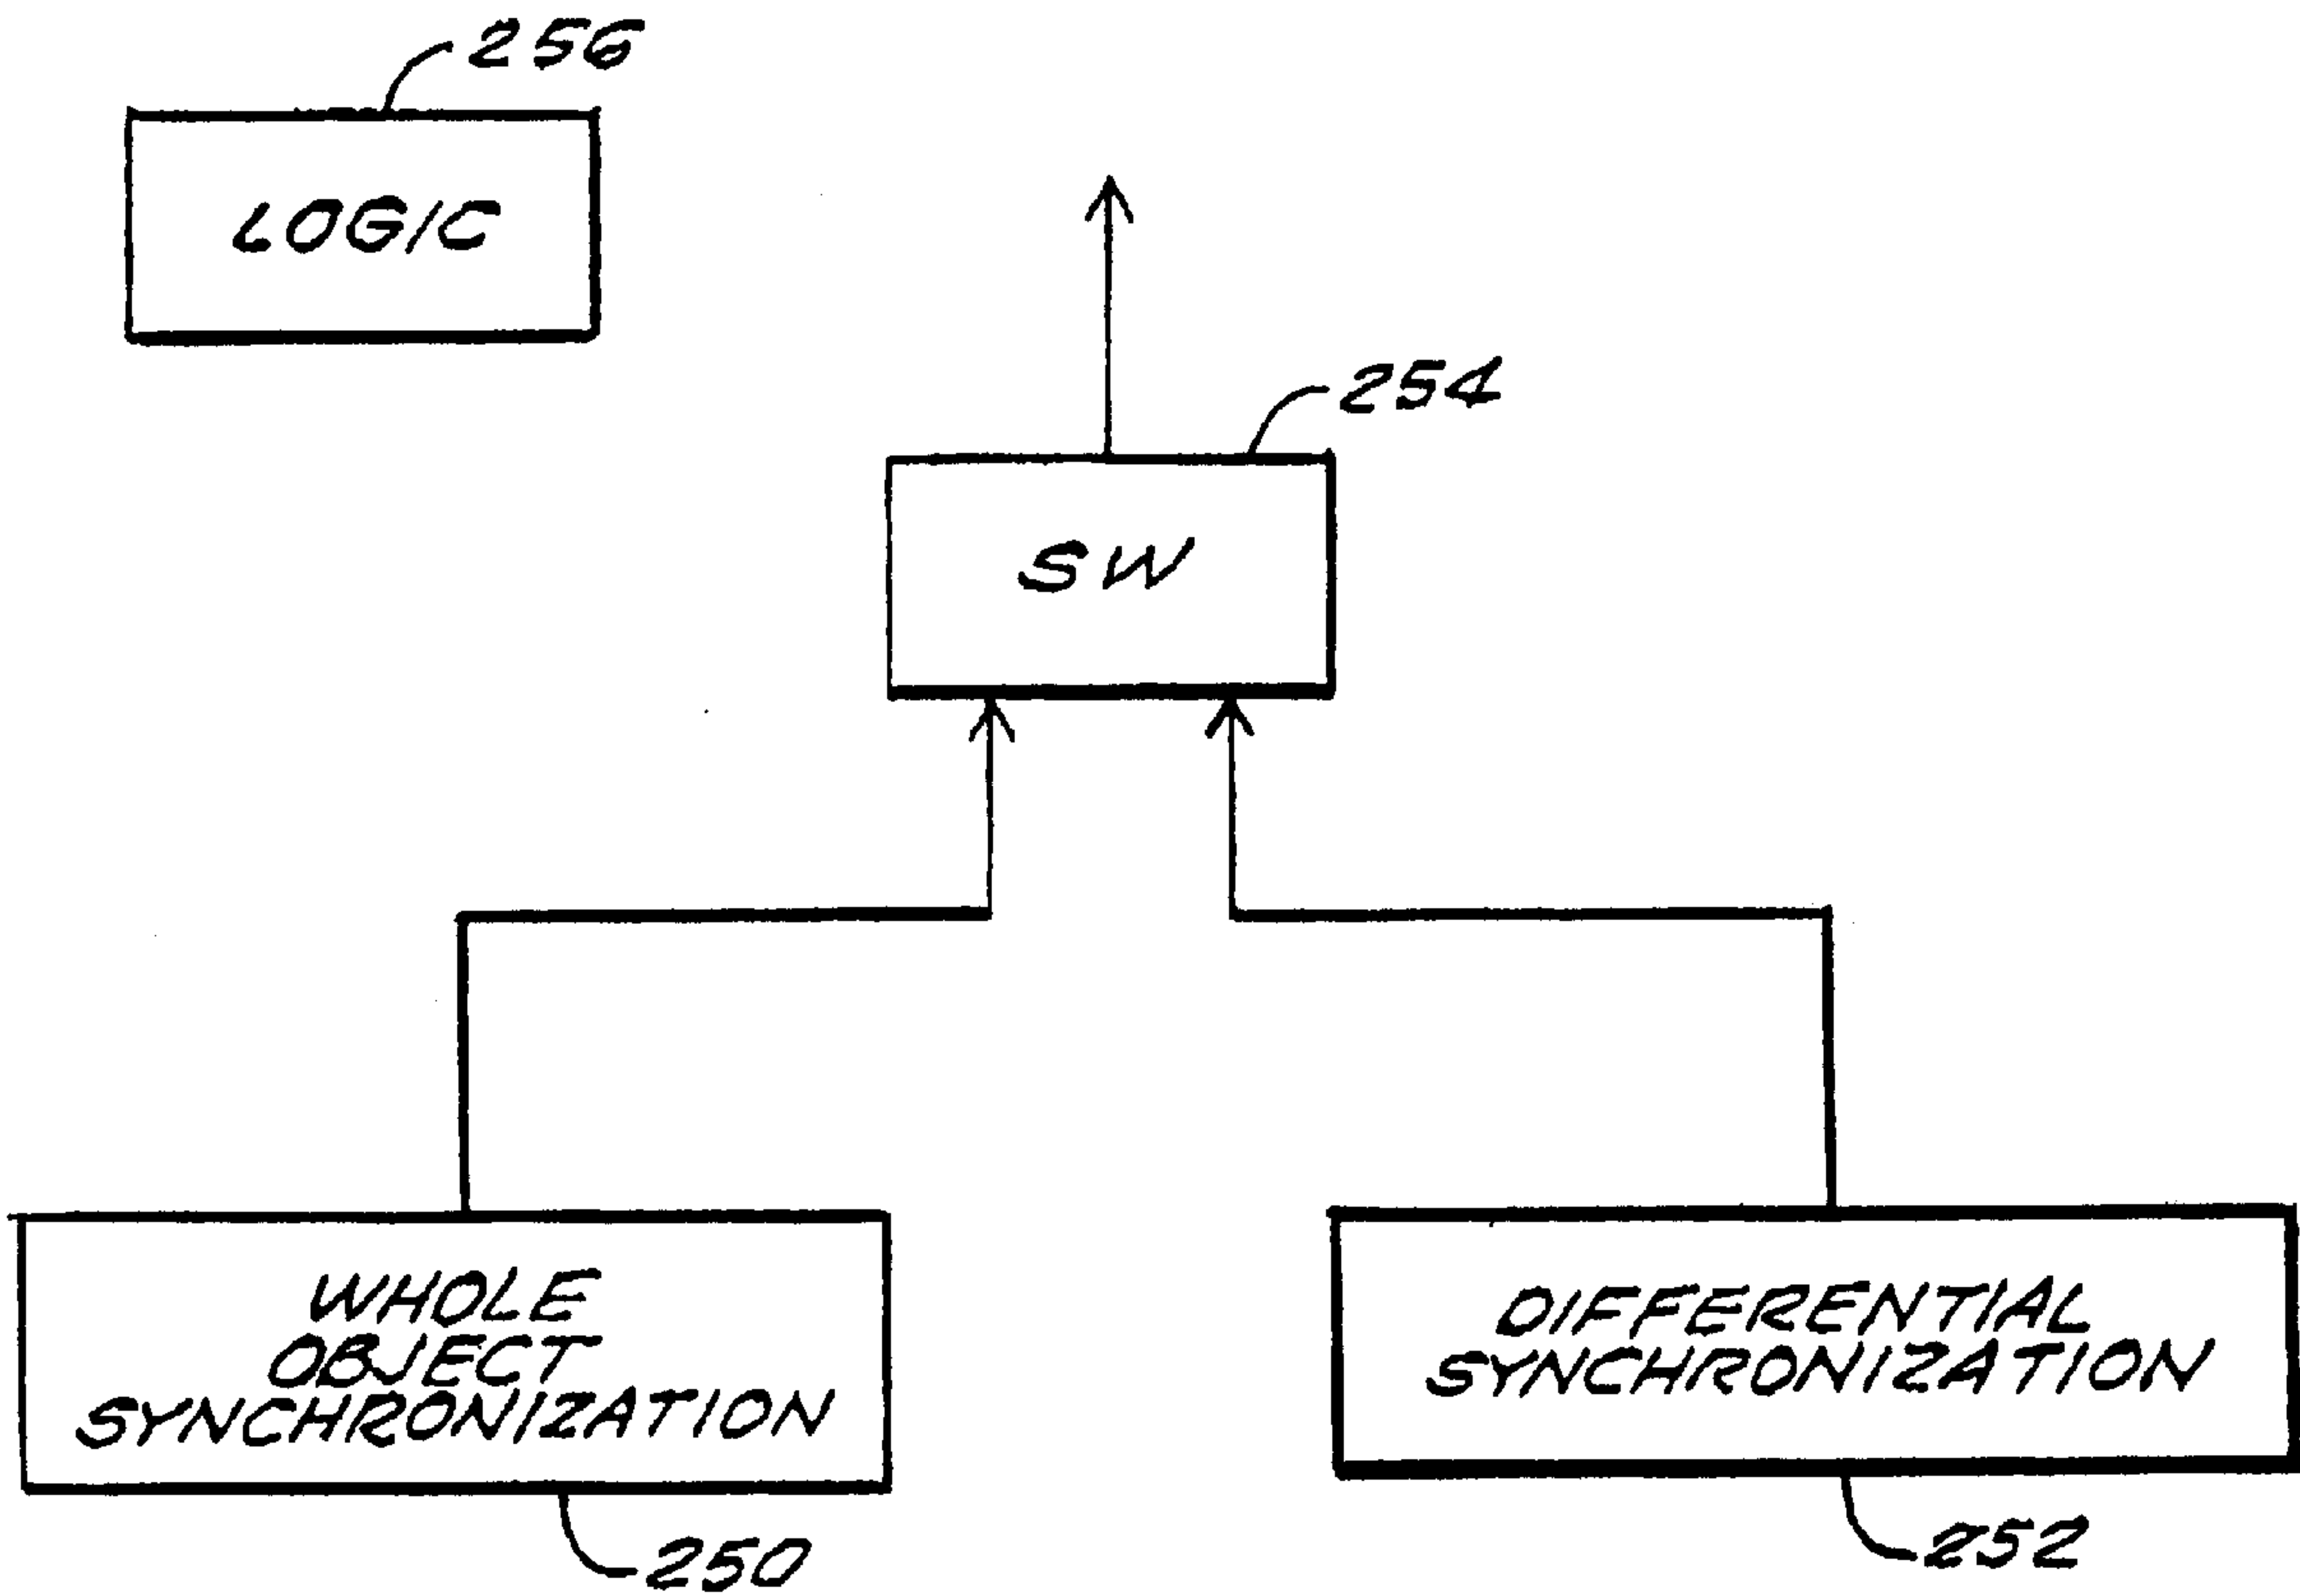 256
LOGIC
254
SW
WHOLE
OBJECT
SYNCHRONIZATION
DIFFERENTIAL
SYNCHRONIZATION
250
252